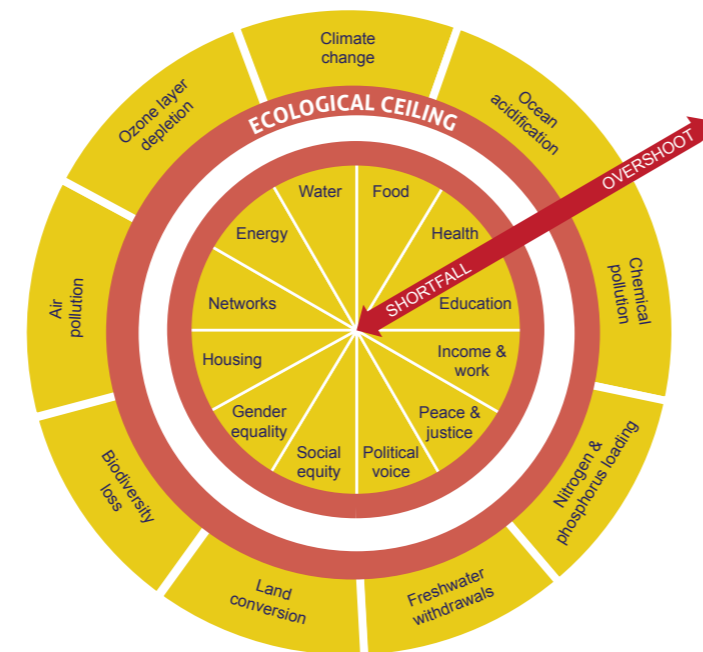 Climate
change
Ocean
acidification
Chemical
pollution
Nitrogen &
phosphorus loading
Freshwater
withdrawals
Land
conversion
Biodiversity
loss
Air
pollution
Ozone layer
depletion
ECOLOGICAL CEILING
OVERSHOOT
SHORTFALL
Water
Food
Health
Education
Income &
work
Peace &
justice
Political
voice
Social
equity
Gender
equality
Housing
Networks
Energy